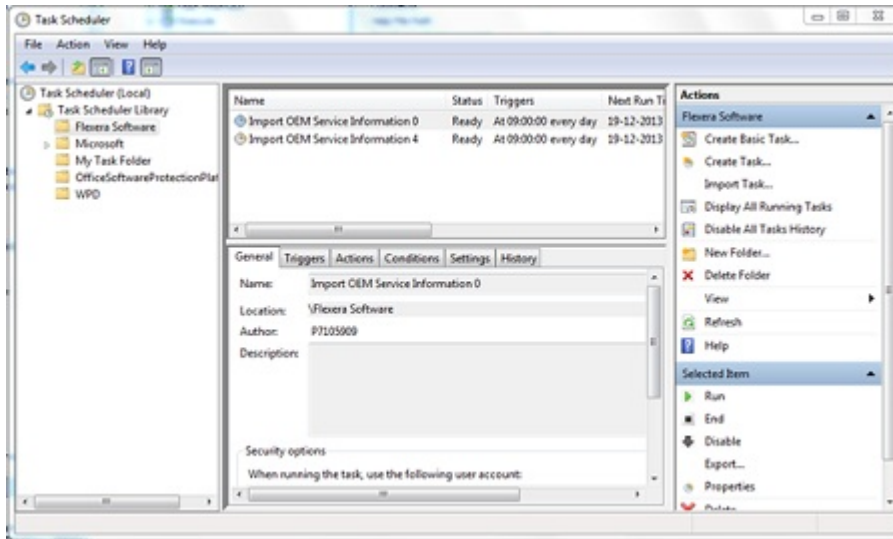 Task Scheduler
File Action View Help
Task Scheduler (Local)
Task Scheduler Library
Flexera Software
Microsoft
My Task Folder
OfficeSoftwareProtectionPlat
WPD
Name Status Triggers Next Run Ti
Import OEM Service Information 0 Ready At 09:00:00 every day 19-12-2013
Import OEM Service Information 4 Ready At 09:00:00 every day 19-12-2013
General Triggers Actions Conditions Settings History
Name: Import OEM Service Information 0
Location: \Flexera Software
Author: P7105909
Description:
Security options
When running the task, use the following user account:
Actions
Flexera Software
Create Basic Task...
Create Task...
Import Task...
Display All Running Tasks
Disable All Tasks History
New Folder...
Delete Folder
View
Refresh
Help
Selected Item
Run
End
Disable
Export...
Properties
Delete